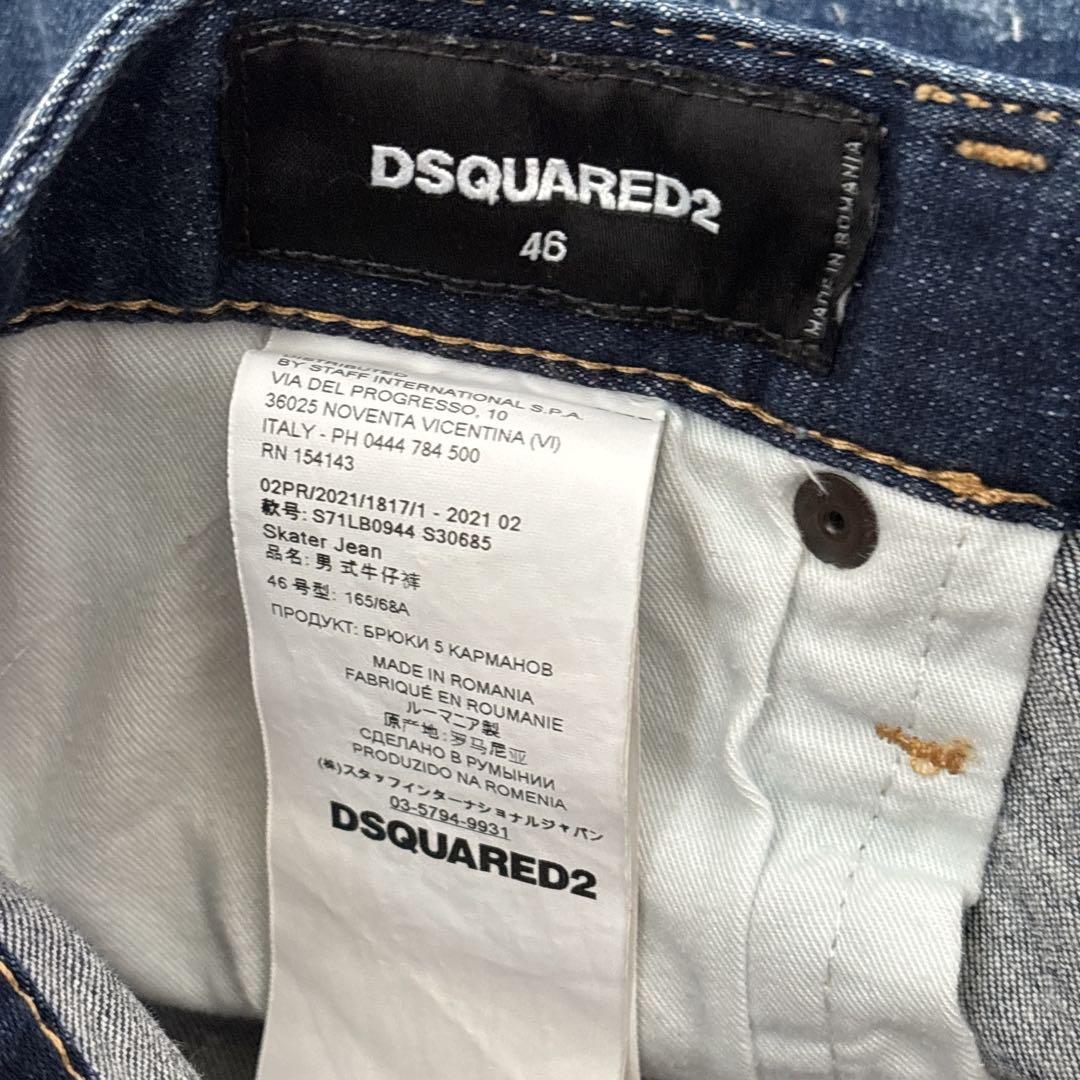 DSQUARED2
46
MADE IN ROMANIA
DISTRIBUTED
BY STAFF INTERNATIONAL S.P.A.
VIA DEL PROGRESSO, 10
36025 NOVENTA VICENTINA (VI)
ITALY - PH 0444 784 500
RN 154143
02PR/2021/1817/1 - 2021 02
款号: S71LB0944 S30685
Skater Jean
品名: 男式牛仔裤
46 号型: 165/68A
ПРОДУКТ: БРЮКИ 5 КАРМАНОВ
MADE IN ROMANIA
FABRIQUÉ EN ROUMANIE
ルーマニア製
原产地:罗马尼亚
СДЕЛАНО В РУМЫНИИ
PRODUZIDO NA ROMENIA
(株)スタッフインターナショナルジャパン
03-5794-9931
DSQUARED2